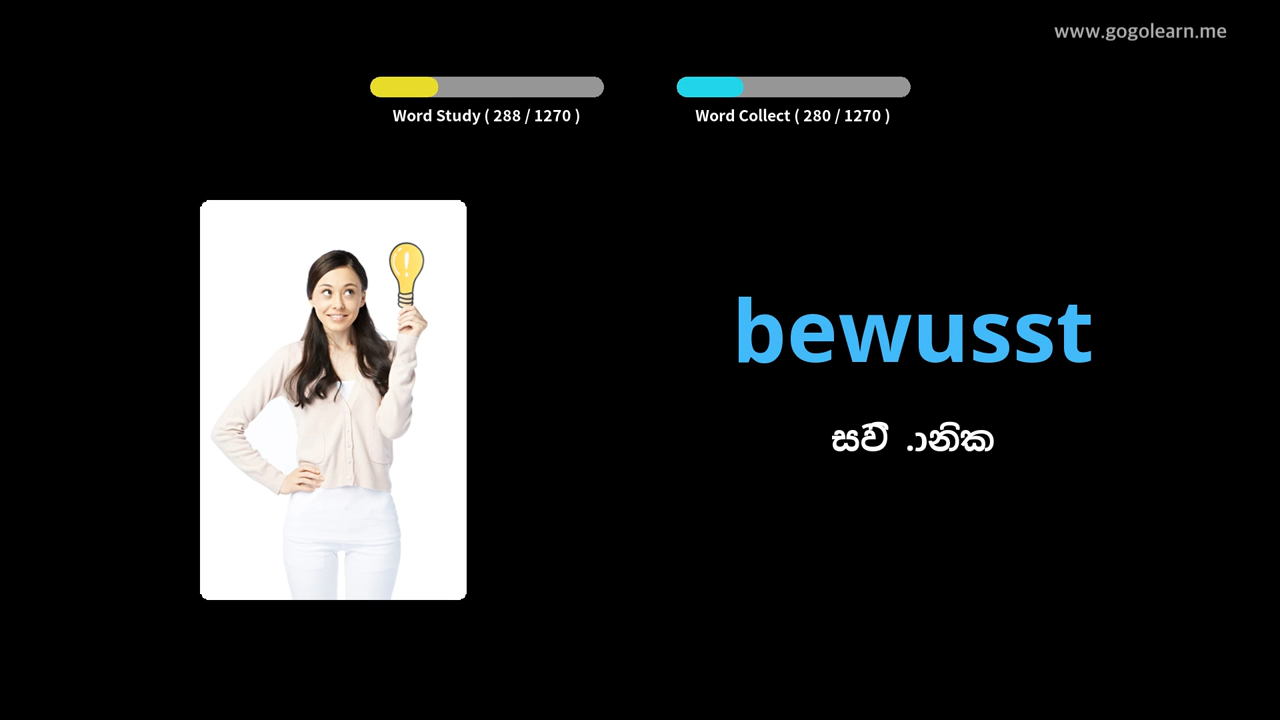 www.gogolearn.me
Word Study ( 288 / 1270 )
Word Collect ( 280 / 1270 )
bewusst
සවි .ානික